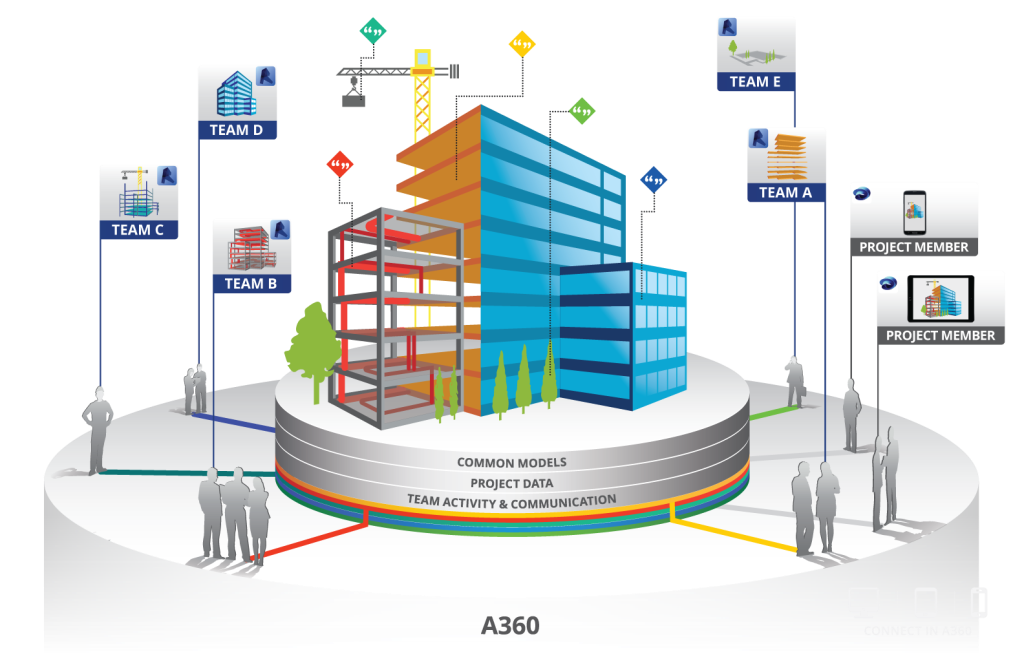 TEAM E
TEAM D
TEAM A
TEAM C
PROJECT MEMBER
TEAM B
PROJECT MEMBER
COMMON MODELS
PROJECT DATA
TEAM ACTIVITY & COMMUNICATION
A360